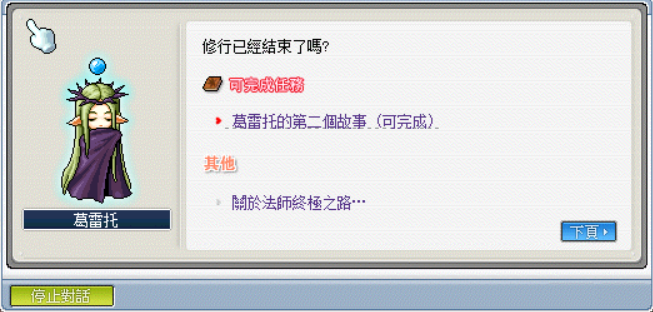 修行已經結束了嗎?
可完成任務
葛雷托的第二個故事 (可完成)
其他
關於法師終極之路…
葛雷托
下頁
停止對話